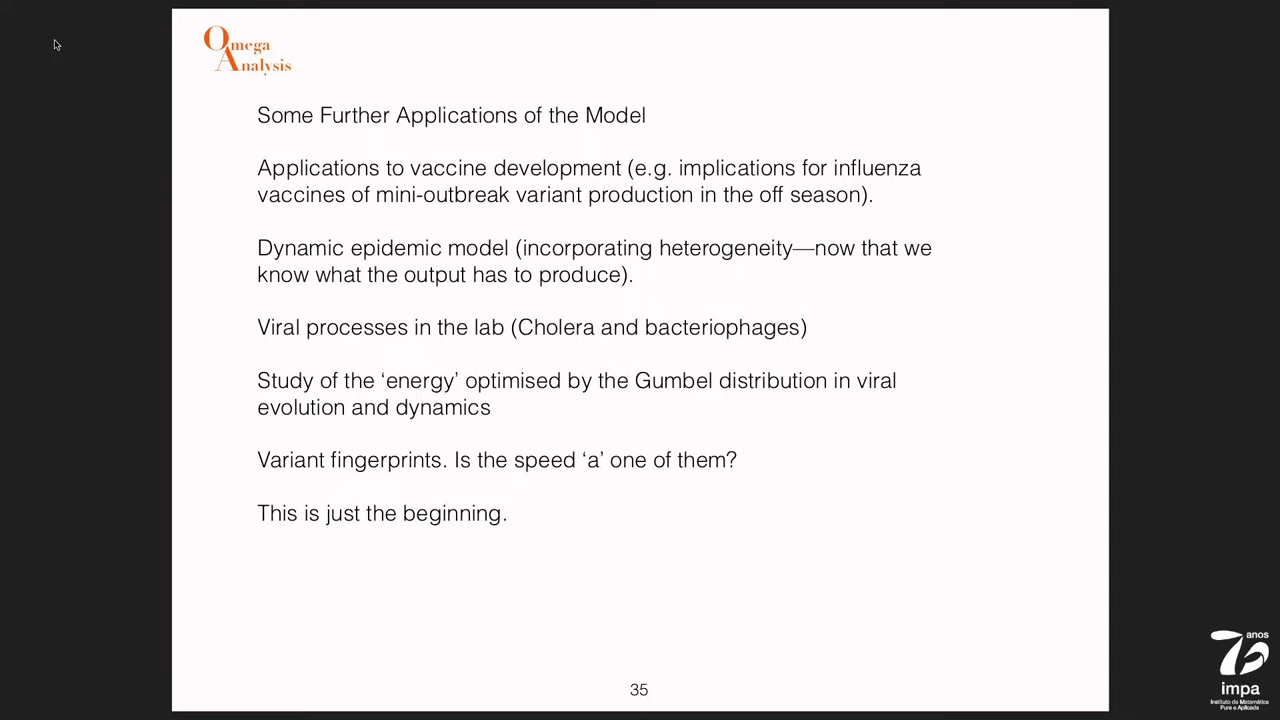 Omega
Analysis
Some Further Applications of the Model
Applications to vaccine development (e.g. implications for influenza
vaccines of mini-outbreak variant production in the off season).
Dynamic epidemic model (incorporating heterogeneity—now that we
know what the output has to produce).
Viral processes in the lab (Cholera and bacteriophages)
Study of the ‘energy’ optimised by the Gumbel distribution in viral
evolution and dynamics
Variant fingerprints. Is the speed ‘a’ one of them?
This is just the beginning.
35
70 anos
impa
Instituto de Matemática
Pura e Aplicada